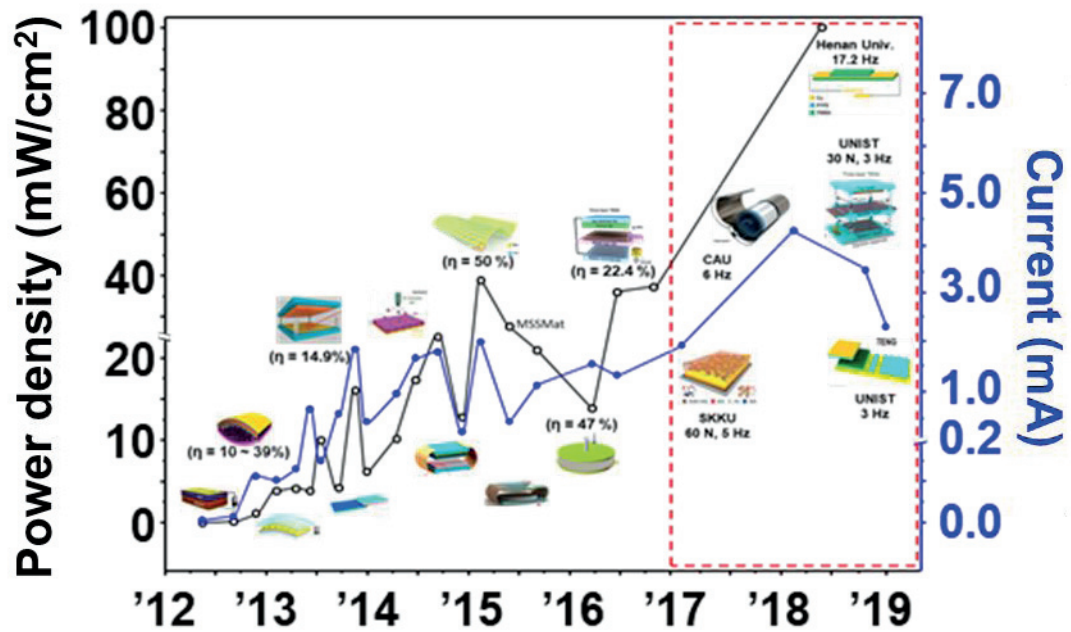 Power density (mW/cm²)
100
80
60
40
20
10
0
Current (mA)
7.0
5.0
3.0
1.0
0.2
0.0
’12
’13
’14
’15
’16
’17
’18
’19
(η = 10 ~ 39%)
(η = 14.9%)
(η = 50 %)
MSSMat
(η = 22.4 %)
(η = 47 %)
Henan Univ.
17.2 Hz
UNIST
30 N, 3 Hz
CAU
6 Hz
SKKU
60 N, 5 Hz
TENG
UNIST
3 Hz